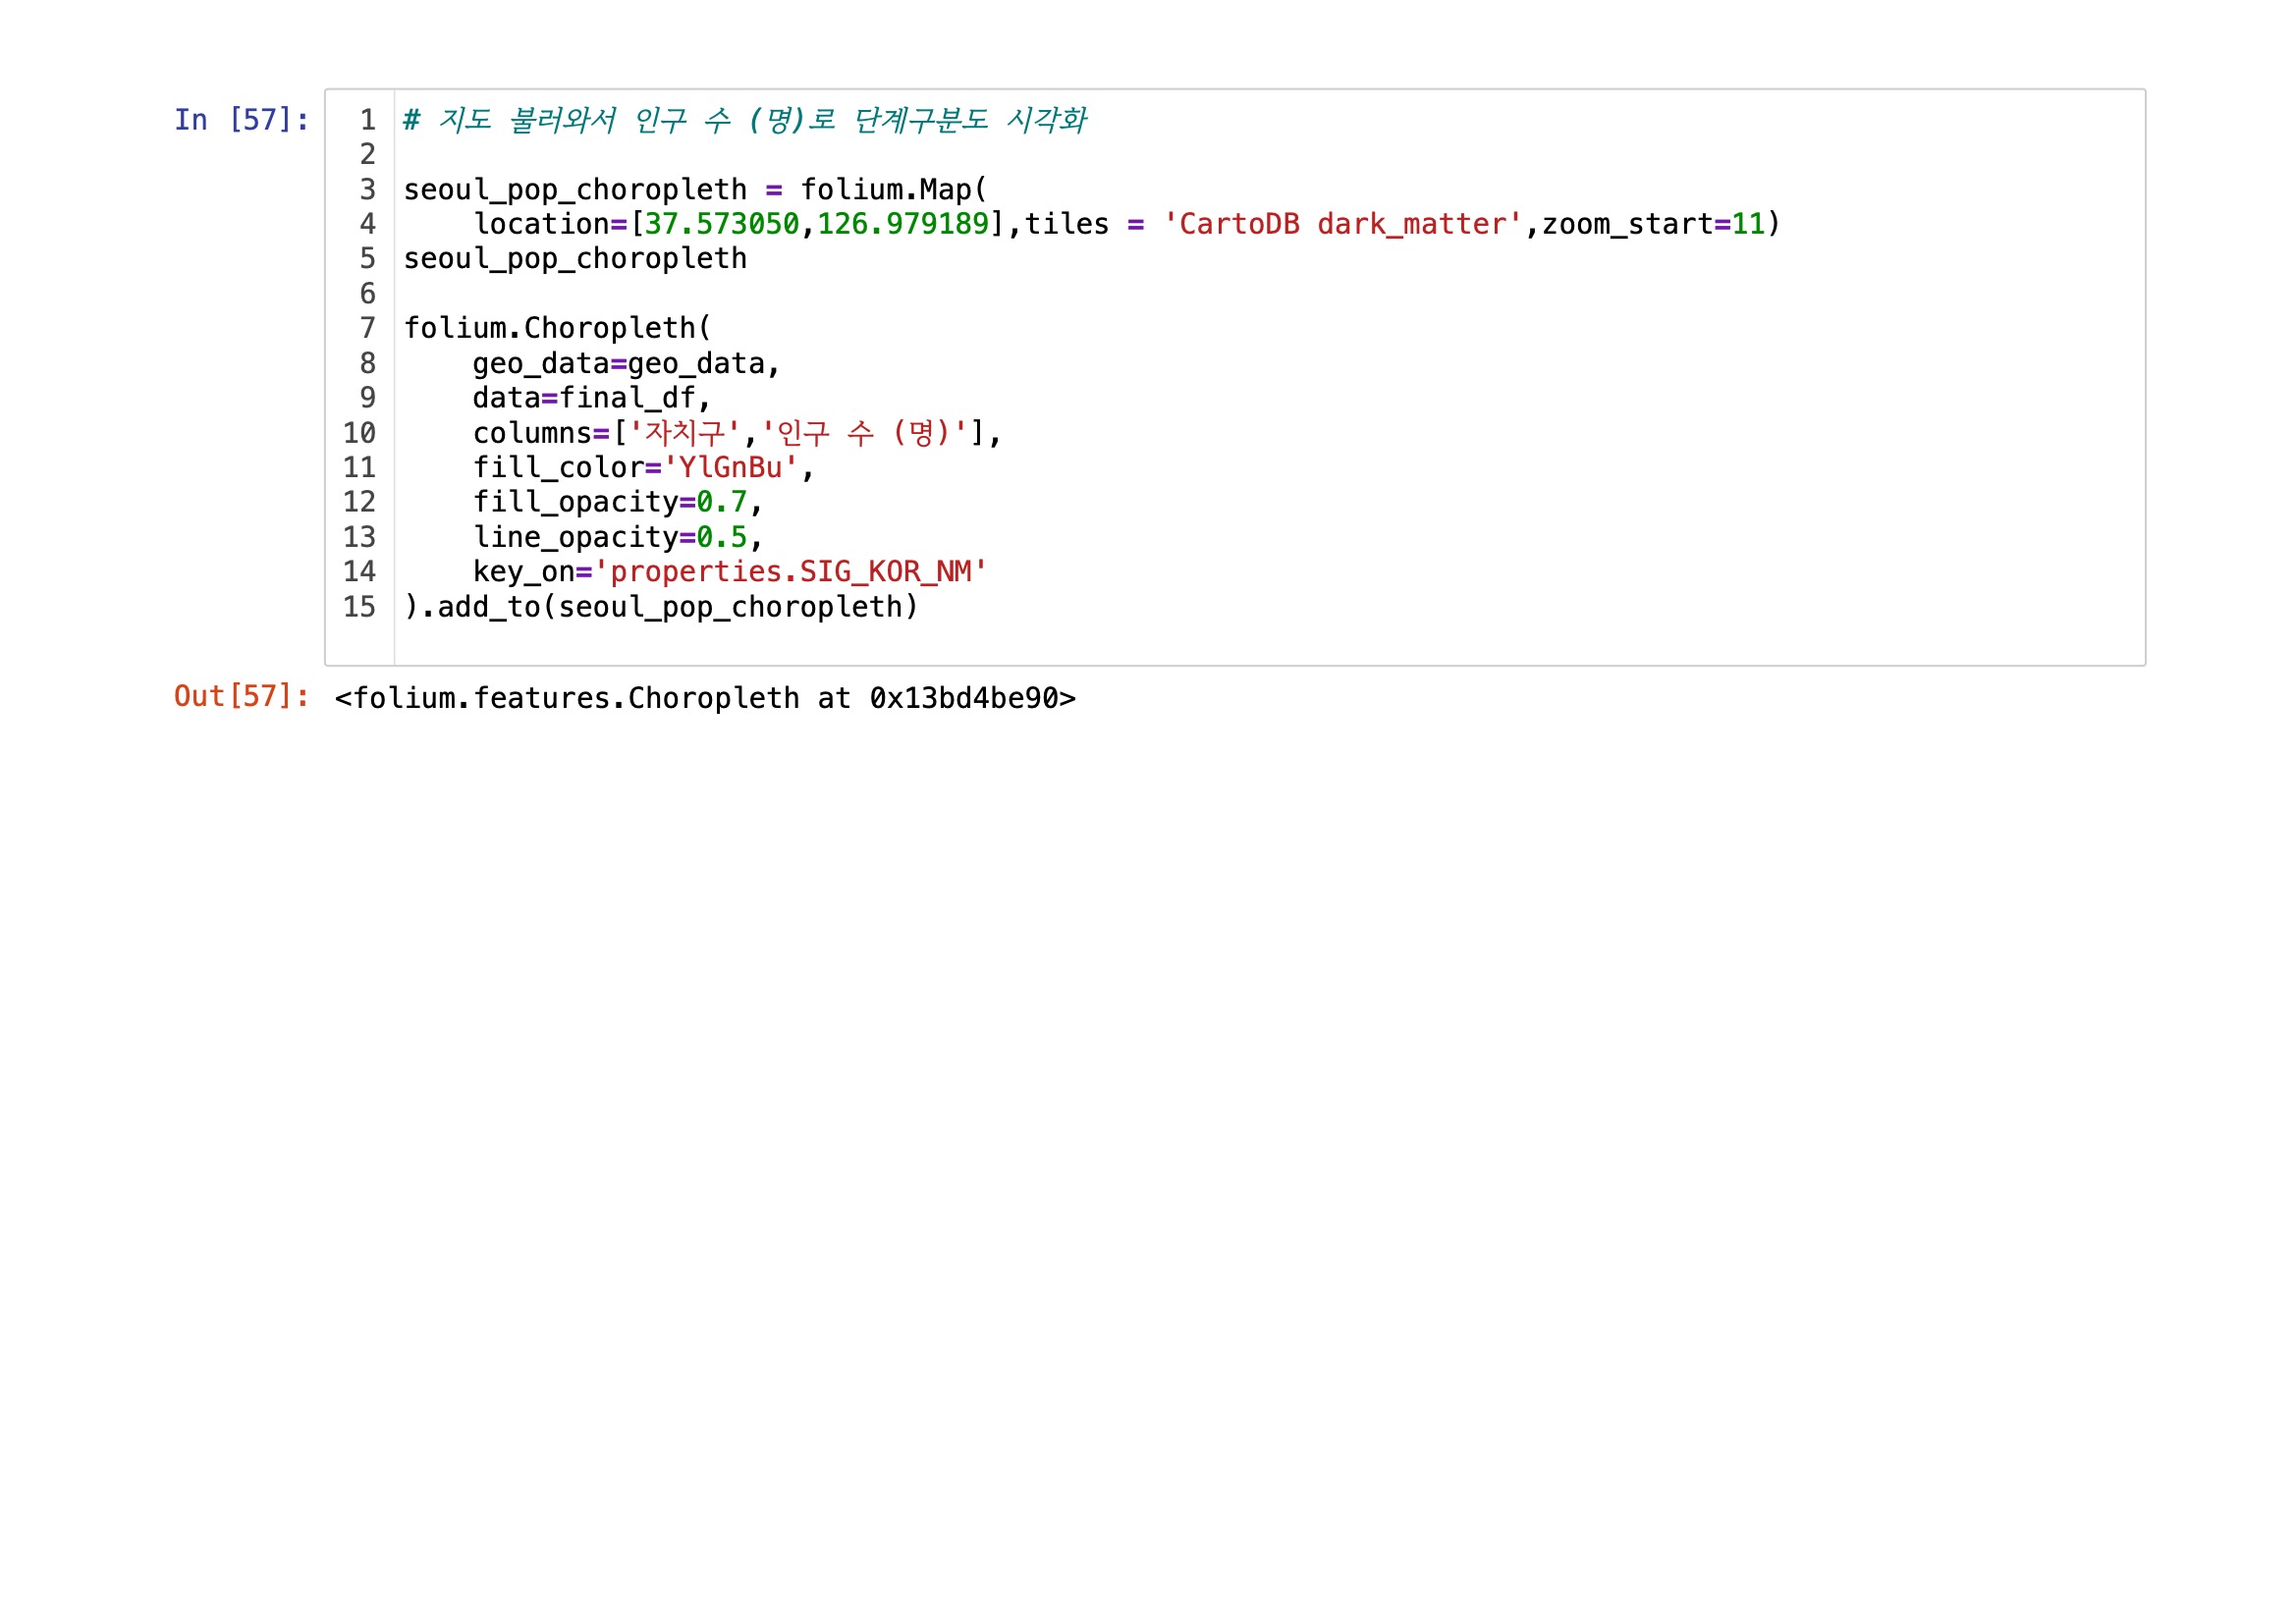 In [57]:
1 # 지도 불러와서 인구 수 (명)로 단계구분도 시각화
2
3 seoul_pop_choropleth = folium.Map(
4     location=[37.573050,126.979189],tiles = 'CartoDB dark_matter',zoom_start=11)
5 seoul_pop_choropleth
6
7 folium.Choropleth(
8     geo_data=geo_data,
9     data=final_df,
10     columns=['자치구','인구 수 (명)'],
11     fill_color='YlGnBu',
12     fill_opacity=0.7,
13     line_opacity=0.5,
14     key_on='properties.SIG_KOR_NM'
15 ).add_to(seoul_pop_choropleth)
Out[57]: <folium.features.Choropleth at 0x13bd4be90>